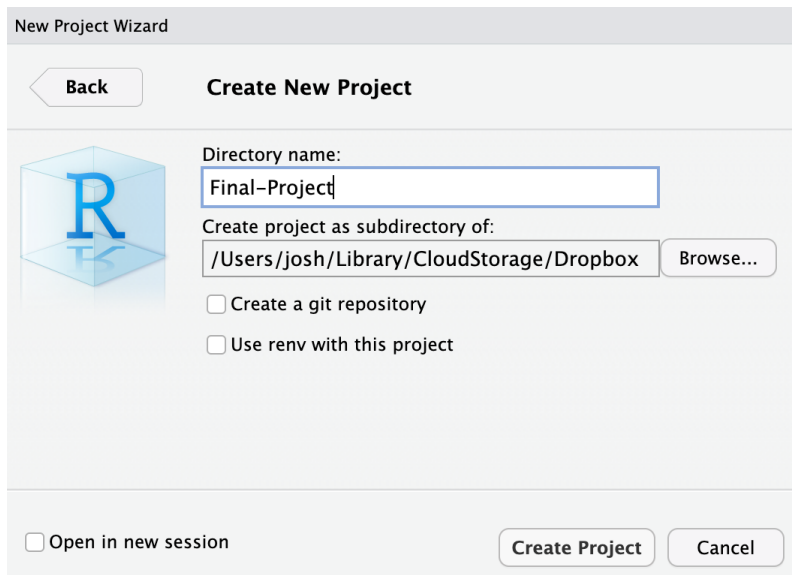 New Project Wizard
Back
Create New Project
R
Directory name:
Final-Project
Create project as subdirectory of:
/Users/josh/Library/CloudStorage/Dropbox
Browse...
Create a git repository
Use renv with this project
Open in new session
Create Project
Cancel